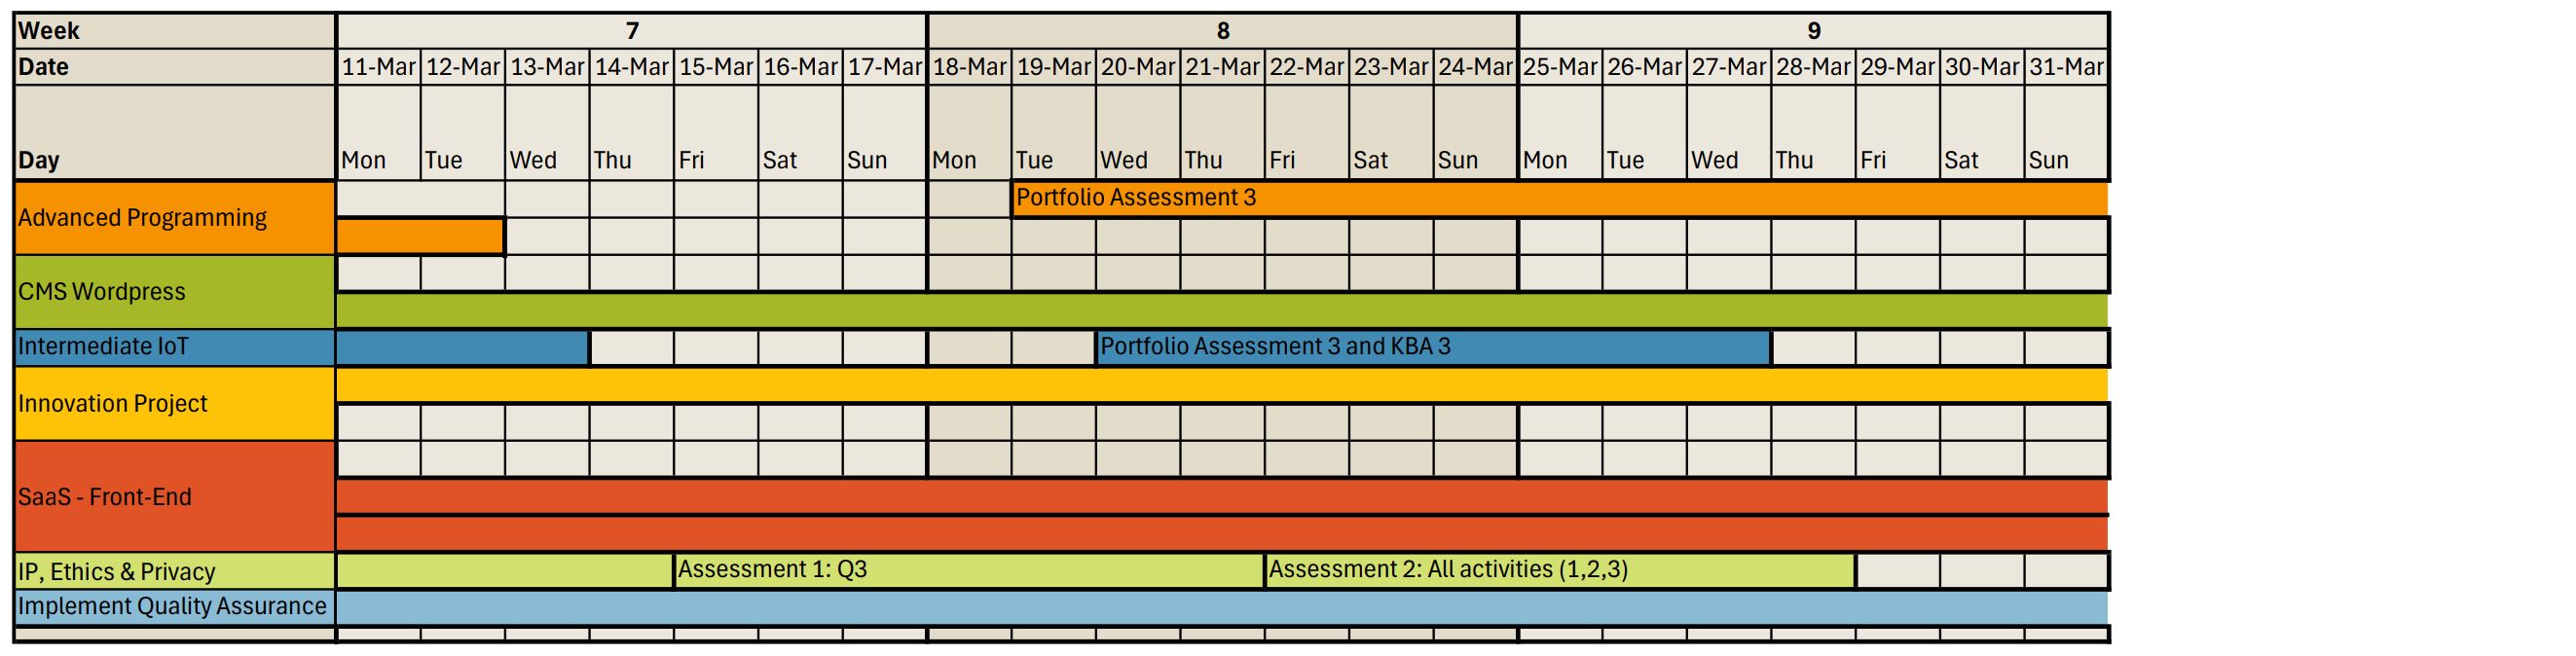 Week 7 8 9
Date 11-Mar 12-Mar 13-Mar 14-Mar 15-Mar 16-Mar 17-Mar 18-Mar 19-Mar 20-Mar 21-Mar 22-Mar 23-Mar 24-Mar 25-Mar 26-Mar 27-Mar 28-Mar 29-Mar 30-Mar 31-Mar
Day Mon Tue Wed Thu Fri Sat Sun Mon Tue Wed Thu Fri Sat Sun Mon Tue Wed Thu Fri Sat Sun
Advanced Programming Portfolio Assessment 3
CMS Wordpress
Intermediate IoT Portfolio Assessment 3 and KBA 3
Innovation Project
SaaS - Front-End
IP, Ethics & Privacy Assessment 1: Q3 Assessment 2: All activities (1,2,3)
Implement Quality Assurance